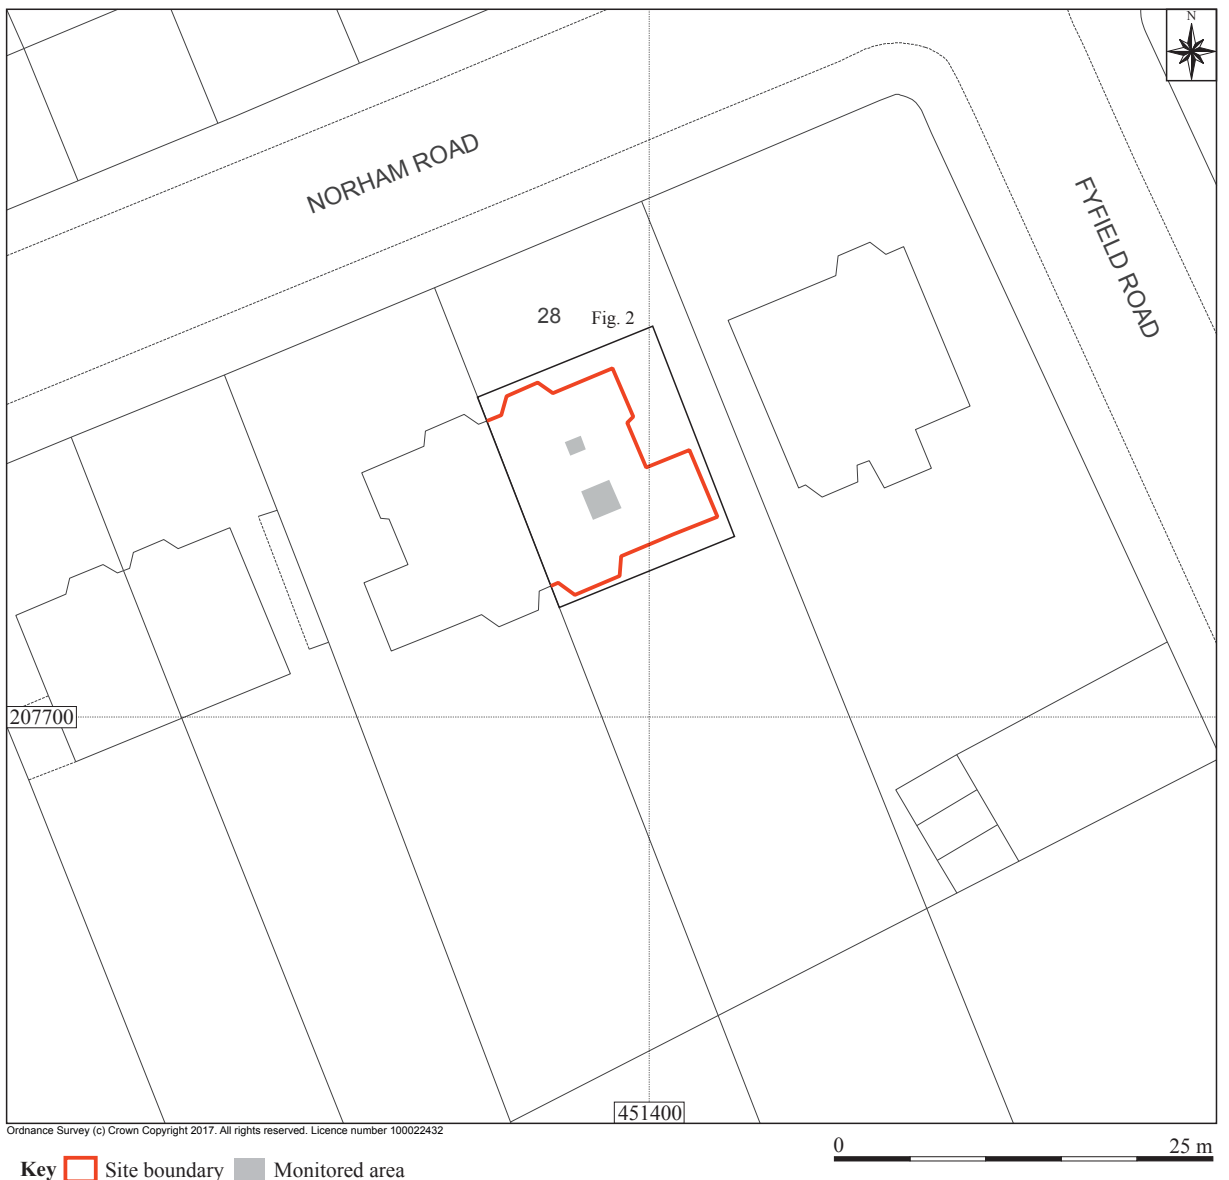 N
NORHAM ROAD
FYFIELD ROAD
28 Fig. 2
207700
451400
Ordnance Survey (c) Crown Copyright 2017. All rights reserved. Licence number 100022432
0 25 m
Key Site boundary Monitored area